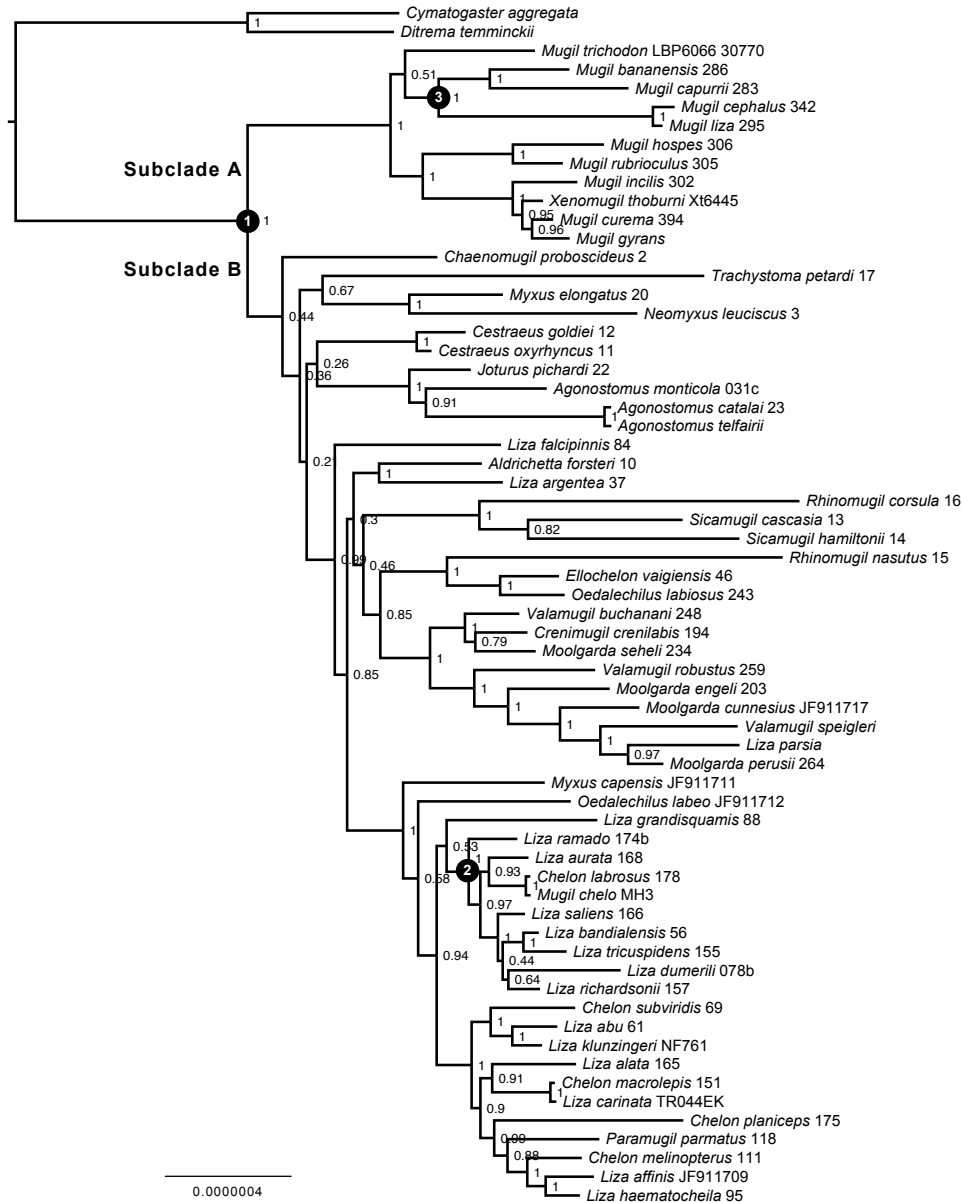 Cymatogaster aggregata
1
Ditrema temminckii
Mugil trichodon LBP6066 30770
0.51
Mugil bananensis 286
1
Mugil capurrii 283
3
1
Mugil cephalus 342
1
Mugil liza 295
1
Mugil hospes 306
1
Mugil rubrioculus 305
Subclade A
1
Mugil incilis 302
1
Xenomugil thoburni Xt6445
0.95
Mugil curema 394
1
1
0.96
Mugil gyrans
Chaenomugil proboscideus 2
Subclade B
Trachystoma petardi 17
0.67
Myxus elongatus 20
1
Neomyxus leuciscus 3
0.44
Cestraeus goldiei 12
1
Cestraeus oxyrhyncus 11
0.26
Joturus pichardi 22
0.36
1
Agonostomus monticola 031c
0.91
Agonostomus catalai 23
1
Agonostomus telfairii
Liza falcipinnis 84
0.21
Aldrichetta forsteri 10
1
Liza argentea 37
Rhinomugil corsula 16
1
0.3
Sicamugil cascasia 13
0.82
Sicamugil hamiltonii 14
0.99
Rhinomugil nasutus 15
0.46
1
Ellochelon vaigiensis 46
1
Oedalechilus labiosus 243
0.85
Valamugil buchanani 248
1
Crenimugil crenilabis 194
0.79
Moolgarda seheli 234
1
Valamugil robustus 259
0.85
1
Moolgarda engeli 203
1
Moolgarda cunnesius JF911717
1
Valamugil speigleri
1
Liza parsia
0.97
Moolgarda perusii 264
Myxus capensis JF911711
Oedalechilus labeo JF911712
1
Liza grandisquamis 88
0.53
Liza ramado 174b
Liza aurata 168
1
2
0.93
Chelon labrosus 178
0.58
1
Mugil chelo MH3
0.97
Liza saliens 166
Liza bandialensis 56
1
1
Liza tricuspidens 155
0.94
0.44
Liza dumerili 078b
0.64
Liza richardsonii 157
Chelon subviridis 69
1
Liza abu 61
1
Liza klunzingeri NF761
1
Liza alata 165
0.91
Chelon macrolepis 151
1
Liza carinata TR044EK
0.9
Chelon planiceps 175
0.99
Paramugil parmatus 118
0.88
Chelon melinopterus 111
1
Liza affinis JF911709
1
Liza haematocheila 95
0.0000004